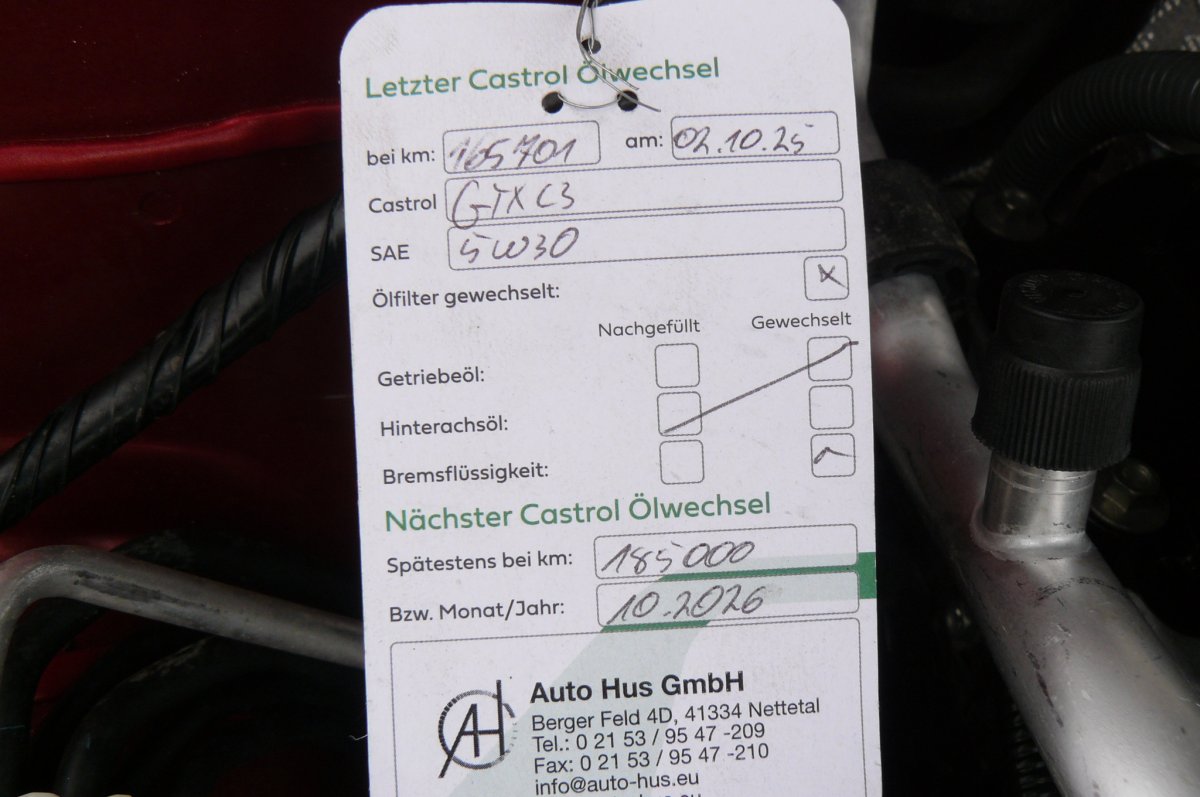 Letzter Castrol Ölwechsel
bei km: 165701 am: 02.10.25
Castrol GTX C3
SAE 5W30
Ölfilter gewechselt: x
Nachgefüllt Gewechselt
Getriebeöl:
Hinterachsöl:
Bremsflüssigkeit:
Nächster Castrol Ölwechsel
Spätestens bei km: 185000
Bzw. Monat/Jahr: 10.2026
AH
Auto Hus GmbH
Berger Feld 4D, 41334 Nettetal
Tel.: 0 21 53 / 95 47 -209
Fax: 0 21 53 / 95 47 -210
info@auto-hus.eu